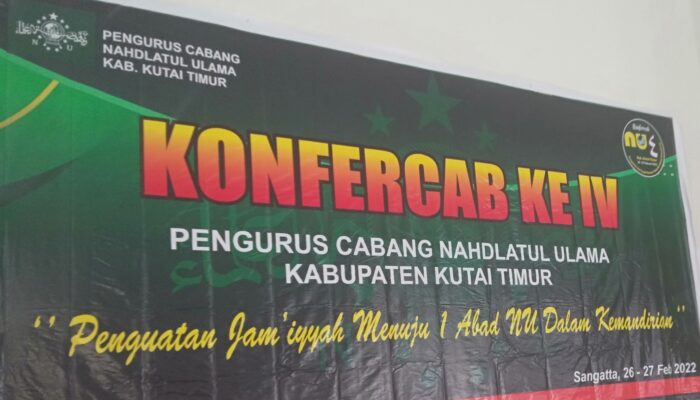 PENGURUS CABANG
NAHDLATUL ULAMA
KAB. KUTAI TIMUR
N U
KONFERCAB KE IV
PENGURUS CABANG NAHDLATUL ULAMA
KABUPATEN KUTAI TIMUR
‘‘ Penguatan Jam’iyyah Menuju 1 Abad NU Dalam Kemandirian ’’
Sangatta, 26 - 27 Feb 2022